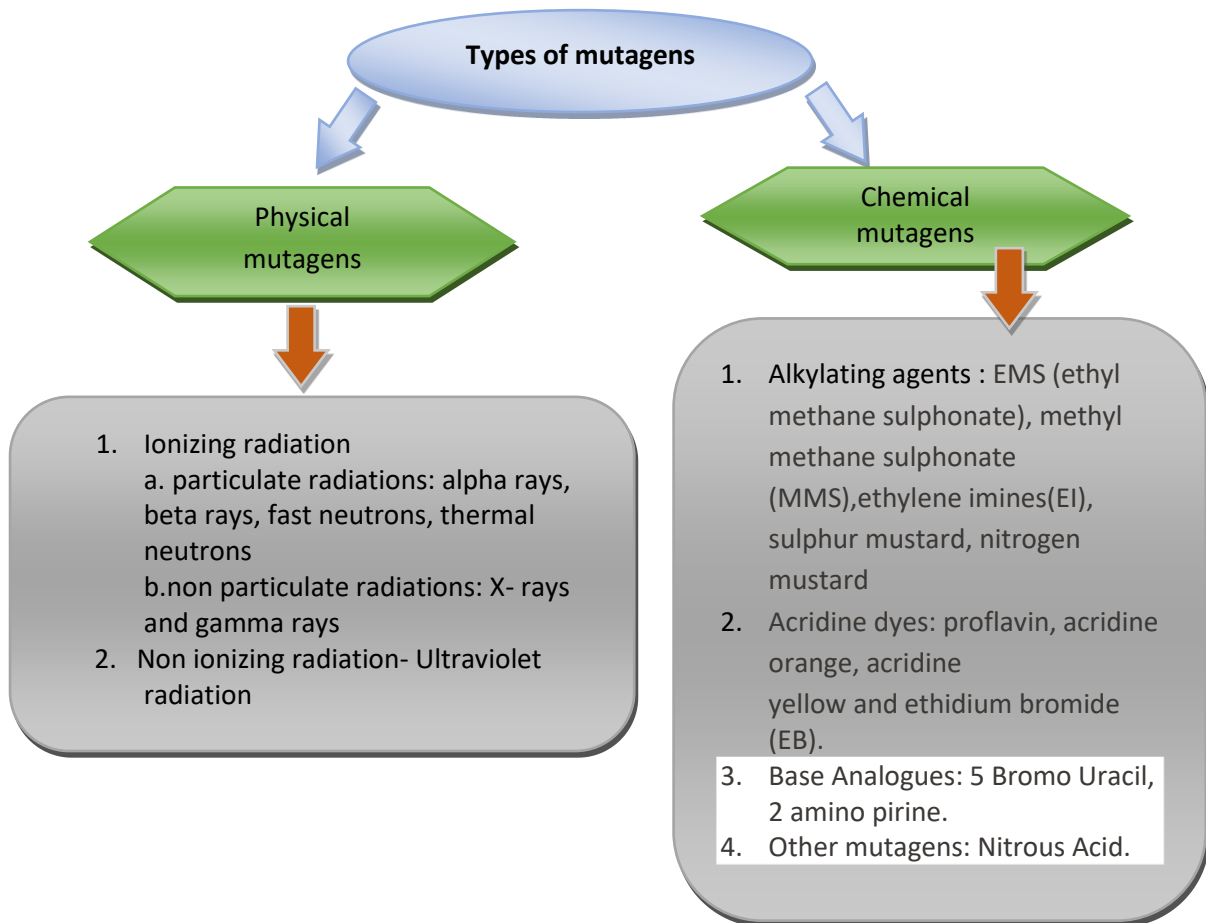 Types of mutagens
Physical
mutagens
1. Ionizing radiation
a. particulate radiations: alpha rays,
beta rays, fast neutrons, thermal
neutrons
b.non particulate radiations: X- rays
and gamma rays
2. Non ionizing radiation- Ultraviolet
radiation
Chemical
mutagens
1. Alkylating agents : EMS (ethyl
methane sulphonate), methyl
methane sulphonate
(MMS),ethylene imines(EI),
sulphur mustard, nitrogen
mustard
2. Acridine dyes: proflavin, acridine
orange, acridine
yellow and ethidium bromide
(EB).
3. Base Analogues: 5 Bromo Uracil,
2 amino pirine.
4. Other mutagens: Nitrous Acid.